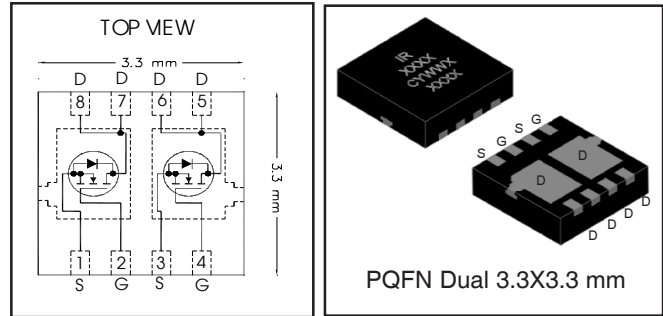 TOP VIEW
3.3 mm
D D D D
8 7 6 5
3.3 mm
1 2 3 4
S G S G
IR
XXXX
CYWWX
XXXX
S G S G
D
D
D D D D
PQFN Dual 3.3X3.3 mm